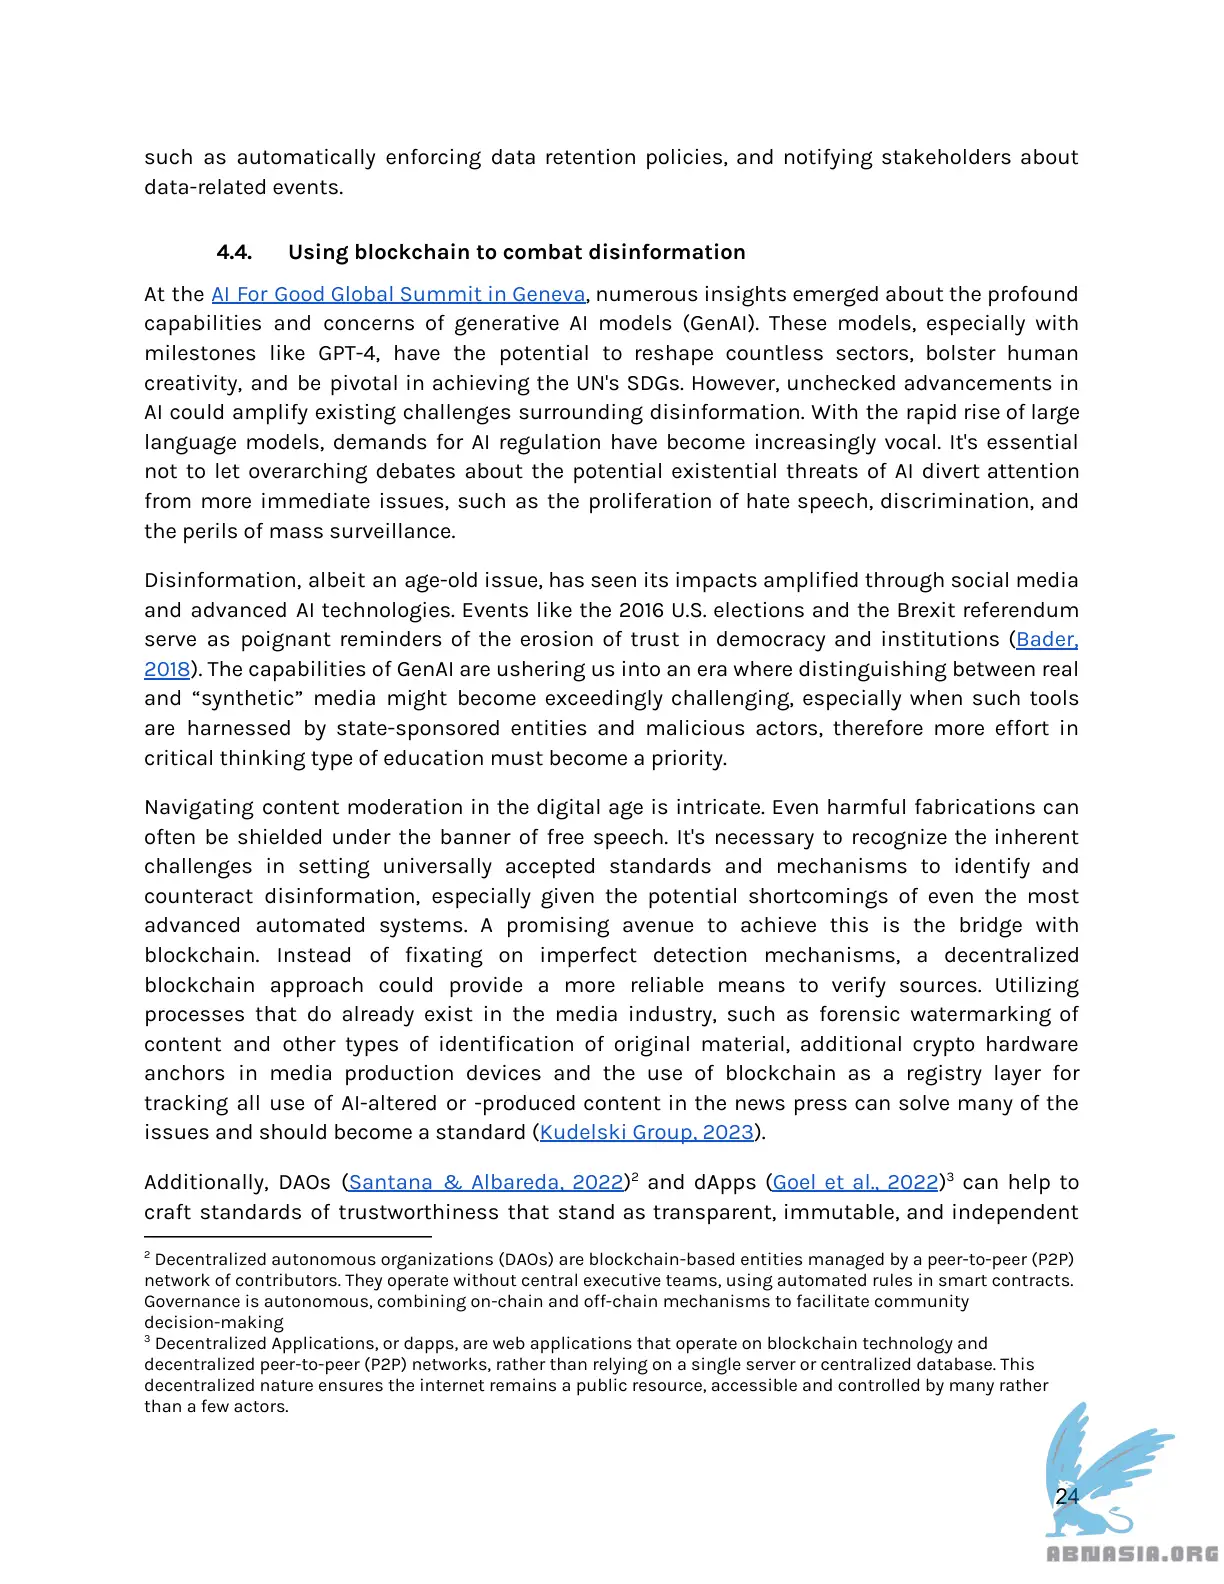 such as automatically enforcing data retention policies, and notifying stakeholders about
data-related events.
4.4. Using blockchain to combat disinformation
At the AI For Good Global Summit in Geneva, numerous insights emerged about the profound
capabilities and concerns of generative AI models (GenAI). These models, especially with
milestones like GPT-4, have the potential to reshape countless sectors, bolster human
creativity, and be pivotal in achieving the UN's SDGs. However, unchecked advancements in
AI could amplify existing challenges surrounding disinformation. With the rapid rise of large
language models, demands for AI regulation have become increasingly vocal. It's essential
not to let overarching debates about the potential existential threats of AI divert attention
from more immediate issues, such as the proliferation of hate speech, discrimination, and
the perils of mass surveillance.
Disinformation, albeit an age-old issue, has seen its impacts amplified through social media
and advanced AI technologies. Events like the 2016 U.S. elections and the Brexit referendum
serve as poignant reminders of the erosion of trust in democracy and institutions (Bader,
2018). The capabilities of GenAI are ushering us into an era where distinguishing between real
and “synthetic” media might become exceedingly challenging, especially when such tools
are harnessed by state-sponsored entities and malicious actors, therefore more effort in
critical thinking type of education must become a priority.
Navigating content moderation in the digital age is intricate. Even harmful fabrications can
often be shielded under the banner of free speech. It's necessary to recognize the inherent
challenges in setting universally accepted standards and mechanisms to identify and
counteract disinformation, especially given the potential shortcomings of even the most
advanced automated systems. A promising avenue to achieve this is the bridge with
blockchain. Instead of fixating on imperfect detection mechanisms, a decentralized
blockchain approach could provide a more reliable means to verify sources. Utilizing
processes that do already exist in the media industry, such as forensic watermarking of
content and other types of identification of original material, additional crypto hardware
anchors in media production devices and the use of blockchain as a registry layer for
tracking all use of AI-altered or -produced content in the news press can solve many of the
issues and should become a standard (Kudelski Group, 2023).
Additionally, DAOs (Santana & Albareda, 2022)² and dApps (Goel et al., 2022)³ can help to
craft standards of trustworthiness that stand as transparent, immutable, and independent
² Decentralized autonomous organizations (DAOs) are blockchain-based entities managed by a peer-to-peer (P2P)
network of contributors. They operate without central executive teams, using automated rules in smart contracts.
Governance is autonomous, combining on-chain and off-chain mechanisms to facilitate community
decision-making
³ Decentralized Applications, or dapps, are web applications that operate on blockchain technology and
decentralized peer-to-peer (P2P) networks, rather than relying on a single server or centralized database. This
decentralized nature ensures the internet remains a public resource, accessible and controlled by many rather
than a few actors.
24
ABNASIA.ORG